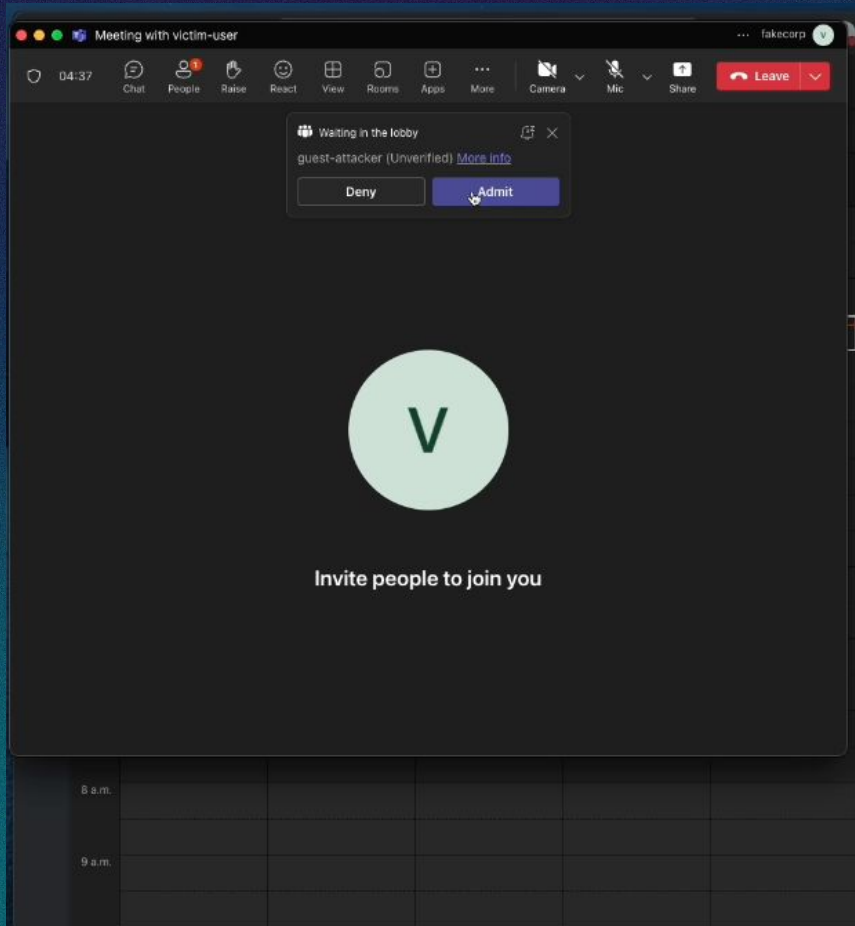 Meeting with victim-user
... fakecorp V
04:37
Chat
People 1
Raise
React
View
Rooms
Apps
More
Camera
Mic
Share
Leave
Waiting in the lobby
guest-attacker (Unverified) More info
Deny
Admit
V
Invite people to join you
8 a.m.
9 a.m.